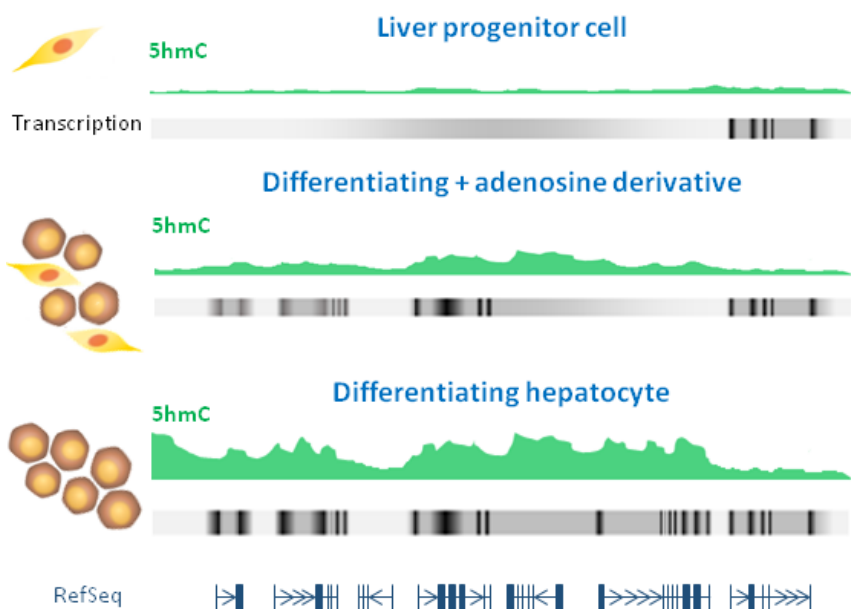 Liver progenitor cell
5hmC
Transcription
Differentiating + adenosine derivative
5hmC
Differentiating hepatocyte
5hmC
RefSeq